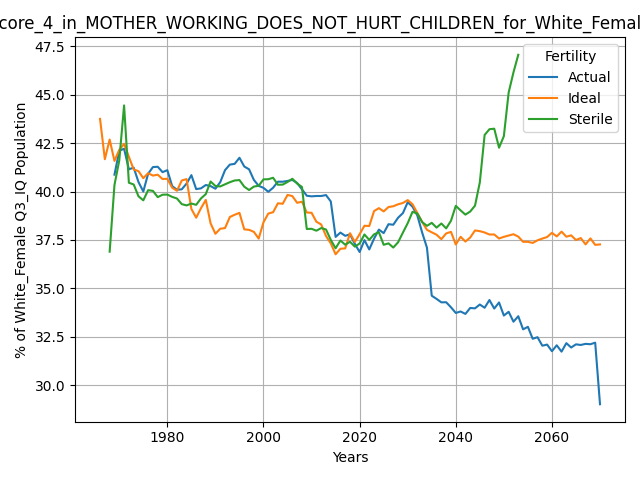 core_4_in_MOTHER_WORKING_DOES_NOT_HURT_CHILDREN_for_White_Femal
% of White_Female Q3_IQ Population
47.5
45.0
42.5
40.0
37.5
35.0
32.5
30.0
Fertility
Actual
Ideal
Sterile
1980
2000
2020
2040
2060
Years